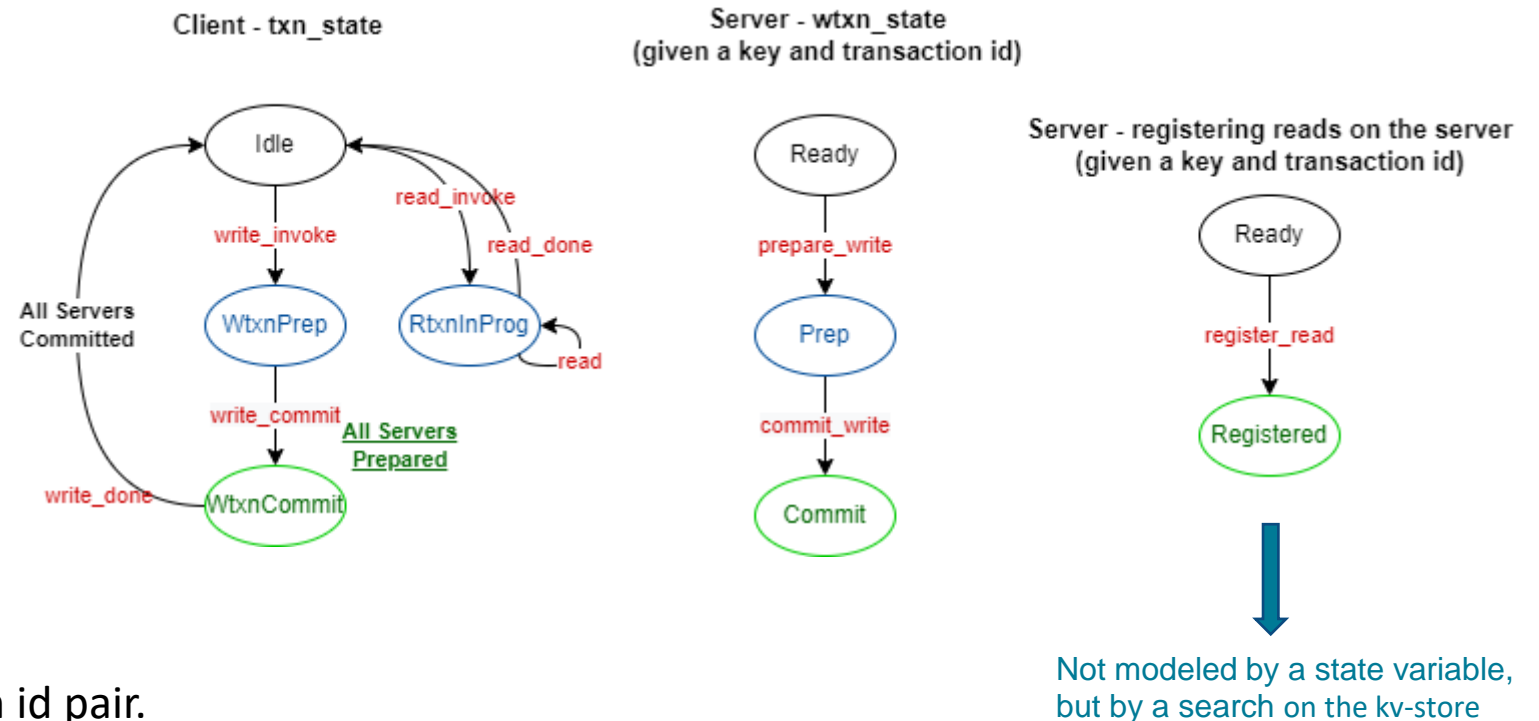 Client - txn_state
Idle
write_invoke
read_invoke
read_done
All Servers
Committed
WtxnPrep
RtxnInProg
read
write_commit
All Servers
Prepared
write_done
WtxnCommit
Server - wtxn_state
(given a key and transaction id)
Ready
prepare_write
Prep
commit_write
Commit
Server - registering reads on the server
(given a key and transaction id)
Ready
register_read
Registered
Not modeled by a state variable,
but by a search on the kv-store
id pair.